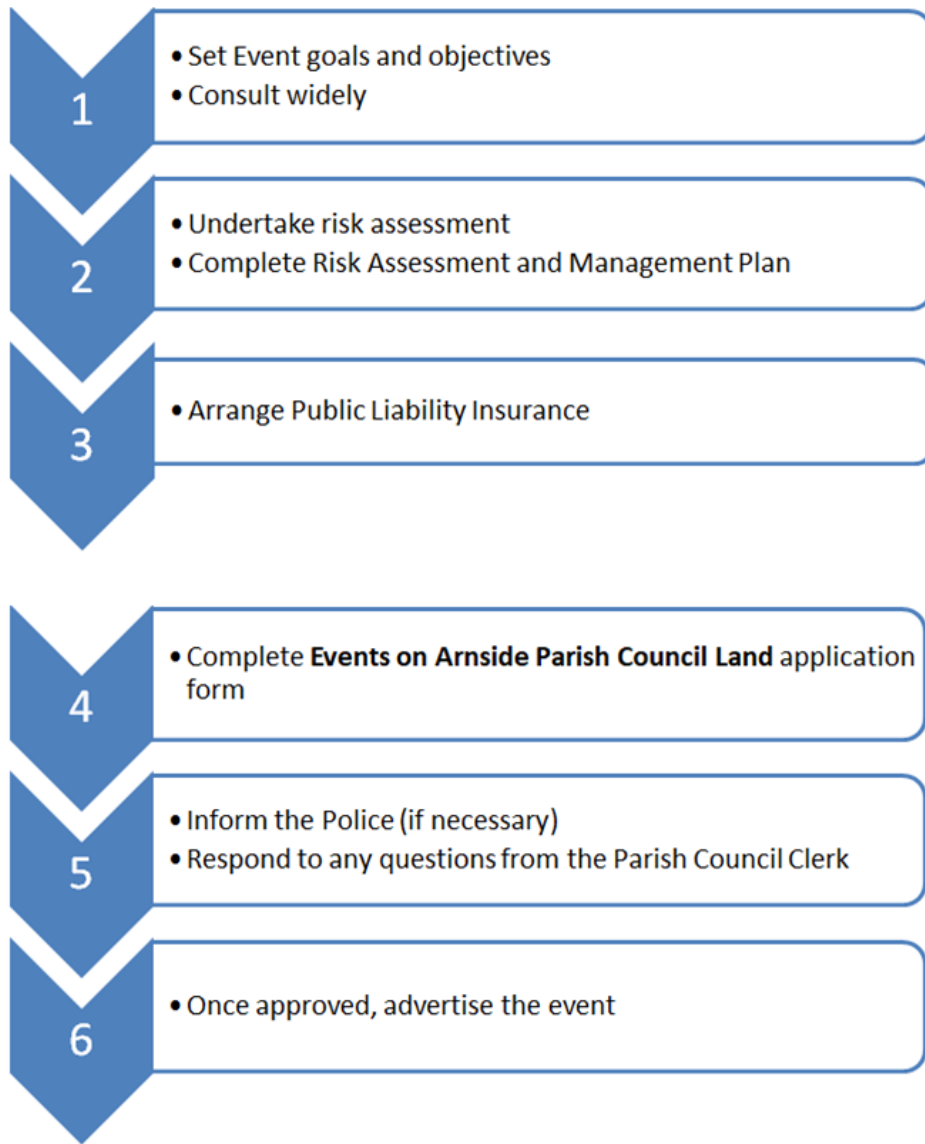 1
• Set Event goals and objectives
• Consult widely
2
• Undertake risk assessment
• Complete Risk Assessment and Management Plan
3
• Arrange Public Liability Insurance
4
• Complete Events on Arnside Parish Council Land application
form
5
• Inform the Police (if necessary)
• Respond to any questions from the Parish Council Clerk
6
• Once approved, advertise the event